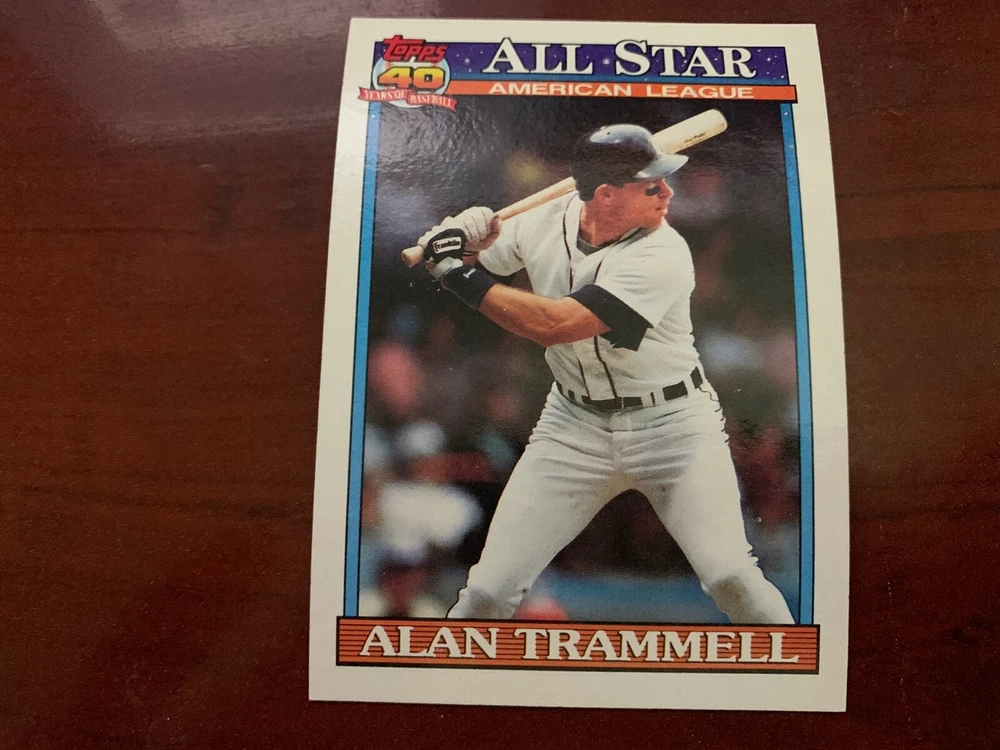 Topps
40
YEARS OF BASEBALL
ALL STAR
AMERICAN LEAGUE
Franklin
ALAN TRAMMELL